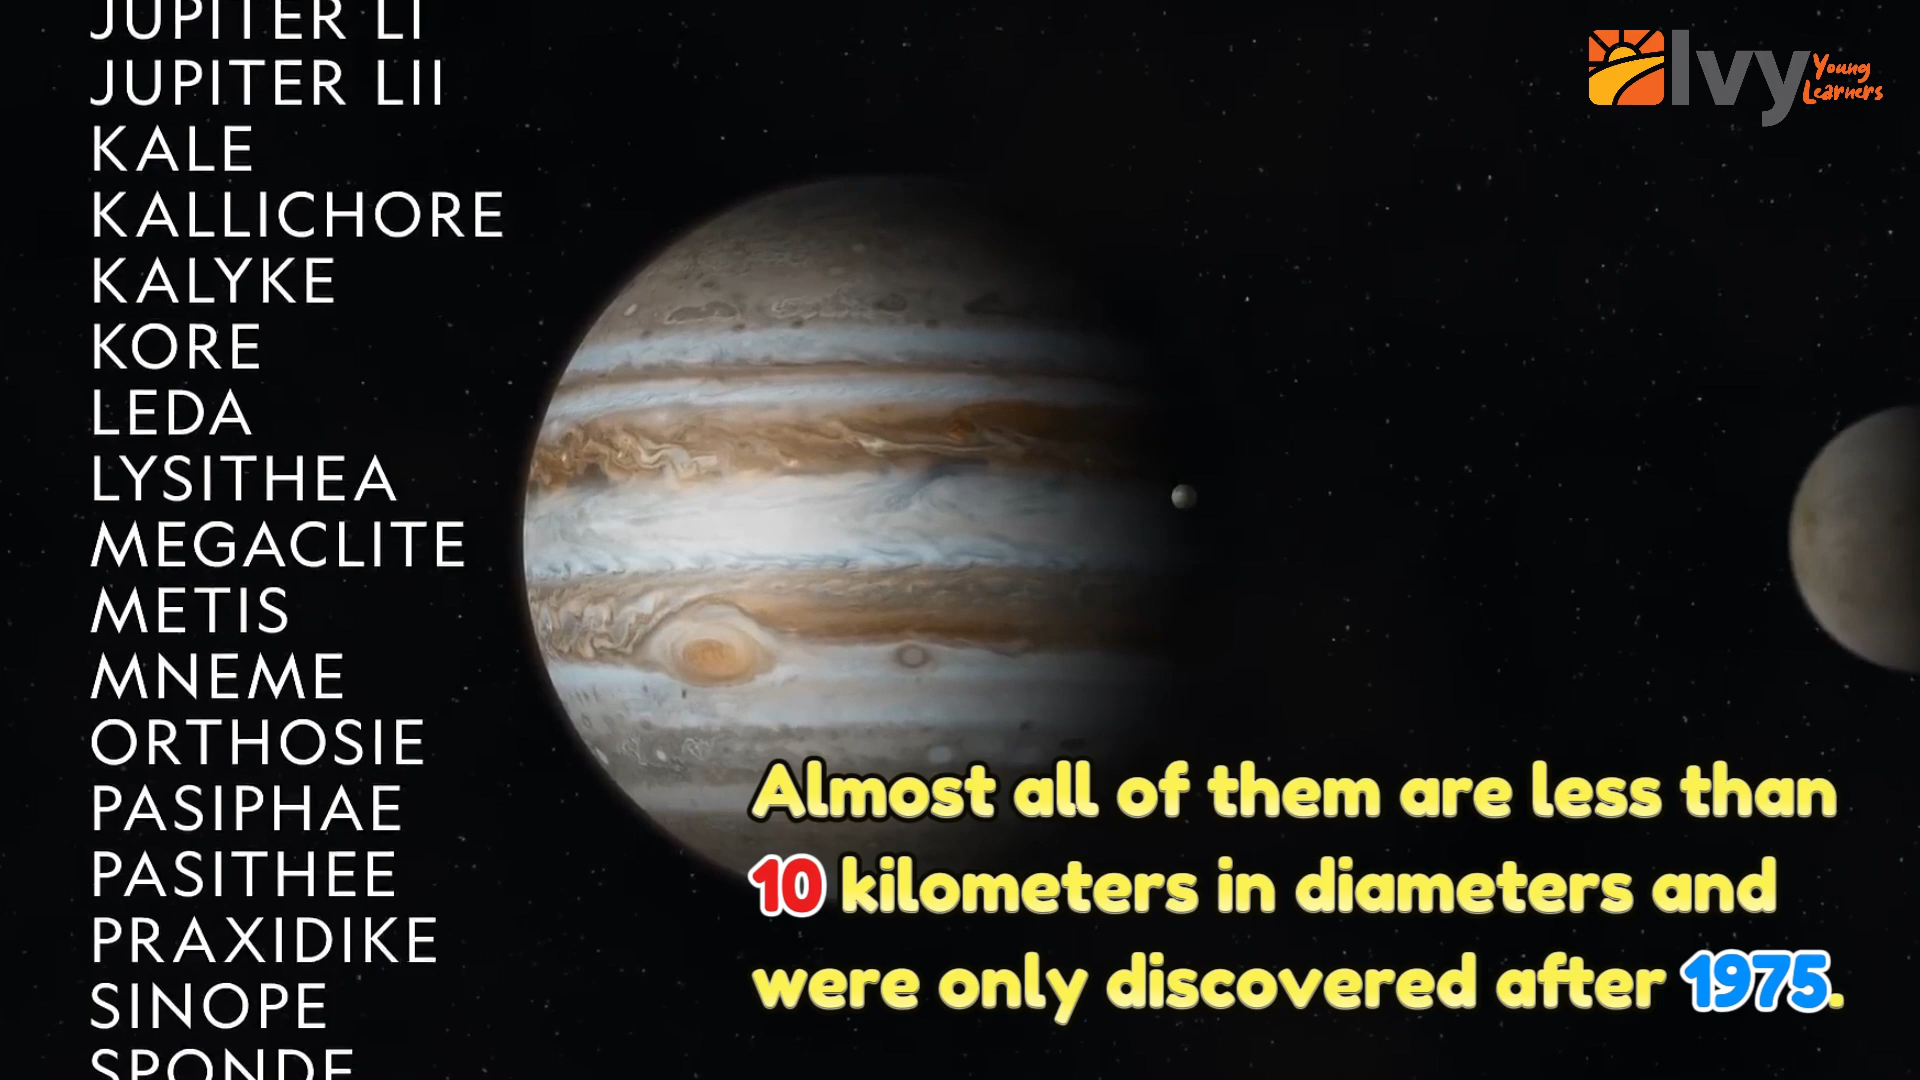 JUPITER LI
JUPITER LII
KALE
KALLICHORE
KALYKE
KORE
LEDA
LYSITHEA
MEGACLITE
METIS
MNEME
ORTHOSIE
PASIPHAE
PASITHEE
PRAXIDIKE
SINOPE
SPONDE
Ivy Young
Learners
Almost all of them are less than
10 kilometers in diameters and
were only discovered after 1975.